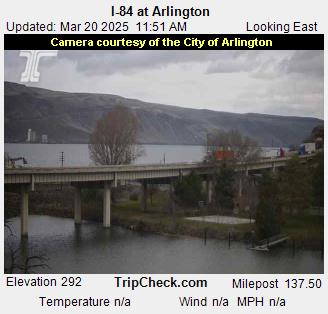 I-84 at Arlington
Updated: Mar 20 2025 11:51 AM Looking East
Camera courtesy of the City of Arlington
Elevation 292 TripCheck.com Milepost 137.50
Temperature n/a Wind n/a MPH n/a